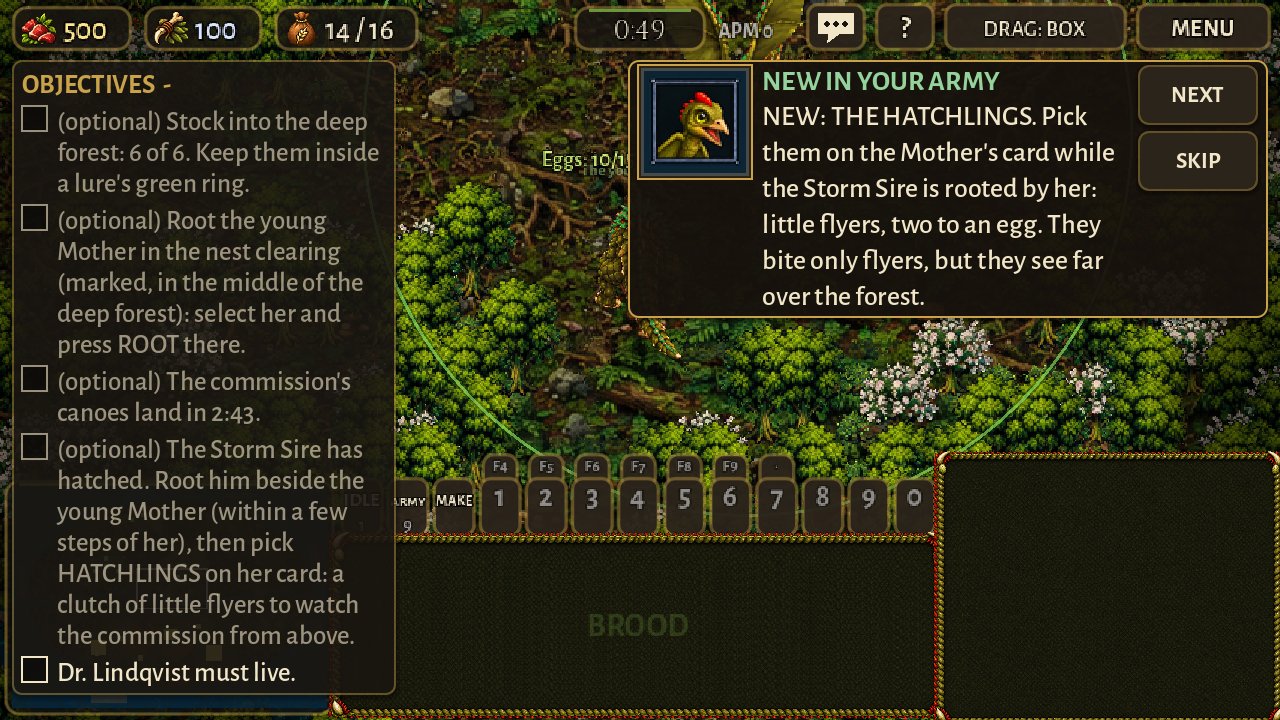 500
100
14/16
0:49
APM 0
?
DRAG: BOX
MENU
OBJECTIVES -
(optional) Stock into the deep
forest: 6 of 6. Keep them inside
a lure's green ring.
(optional) Root the young
Mother in the nest clearing
(marked, in the middle of the
deep forest): select her and
press ROOT there.
(optional) The commission's
canoes land in 2:43.
(optional) The Storm Sire has
hatched. Root him beside the
young Mother (within a few
steps of her), then pick
HATCHLINGS on her card: a
clutch of little flyers to watch
the commission from above.
Dr. Lindqvist must live.
Eggs: 10/1
NEW IN YOUR ARMY
NEW: THE HATCHLINGS. Pick
them on the Mother's card while
the Storm Sire is rooted by her:
little flyers, two to an egg. They
bite only flyers, but they see far
over the forest.
NEXT
SKIP
F4 F5 F6 F7 F8 F9
IDLE ARMY MAKE 1 2 3 4 5 6 7 8 9 0
1 9
BROOD